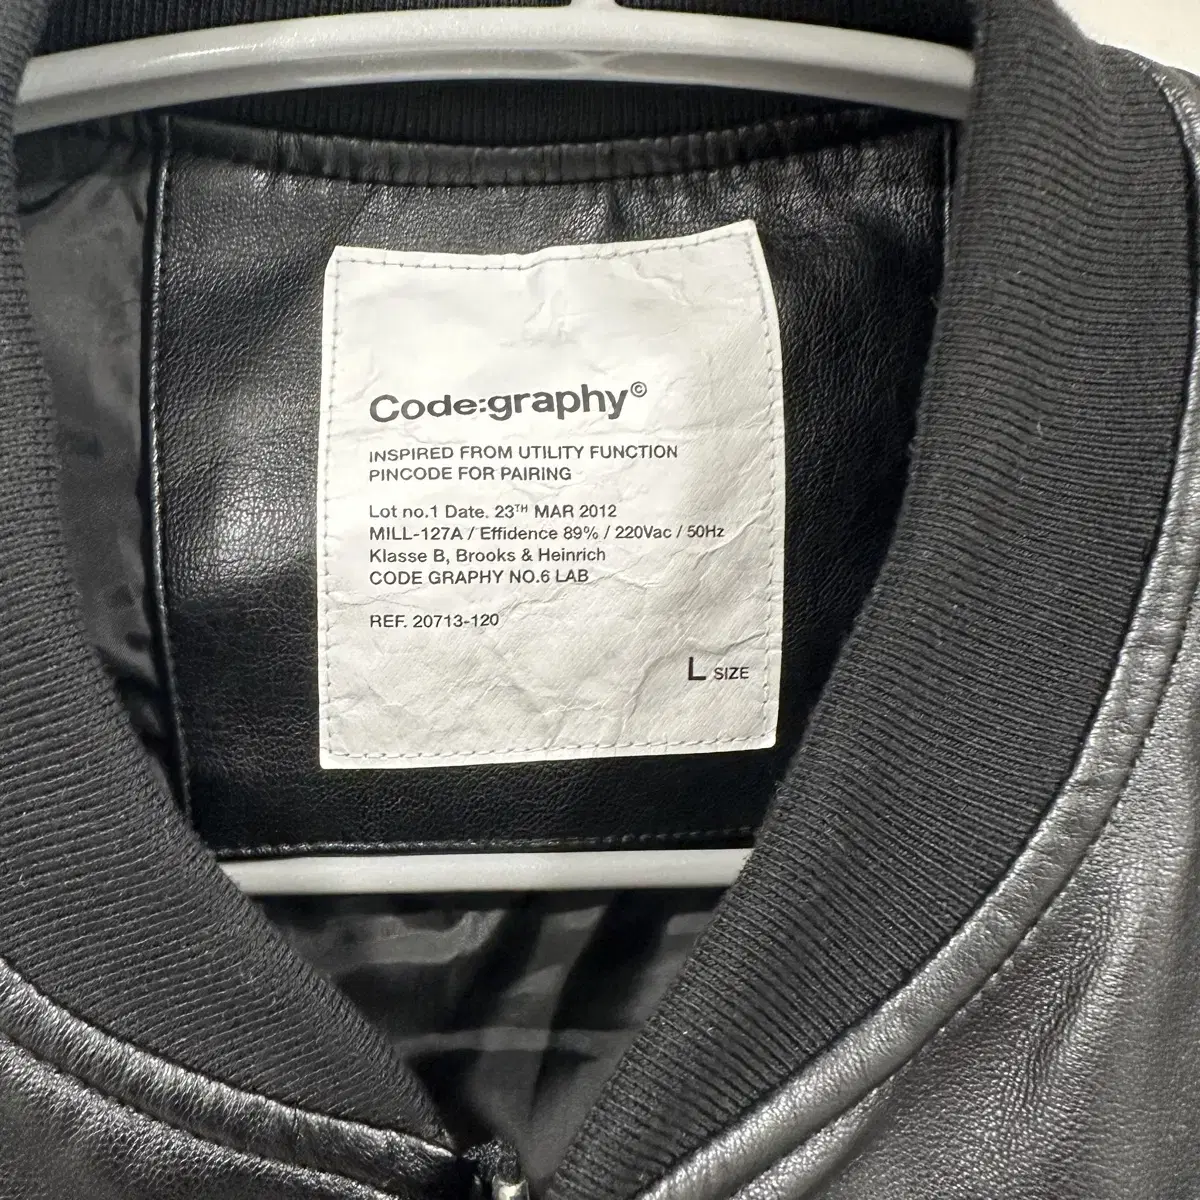 Code:graphy©
INSPIRED FROM UTILITY FUNCTION
PINCODE FOR PAIRING
Lot no.1 Date. 23TH MAR 2012
MILL-127A / Effidence 89% / 220Vac / 50Hz
Klasse B, Brooks & Heinrich
CODE GRAPHY NO.6 LAB
REF. 20713-120
L SIZE